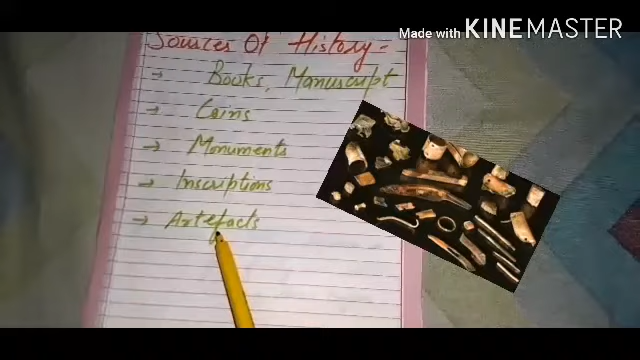 Made with KINEMASTER
Sources Of History -
→ Books, Manuscript
→ Coins
→ Monuments
→ Inscriptions
→ Artefacts